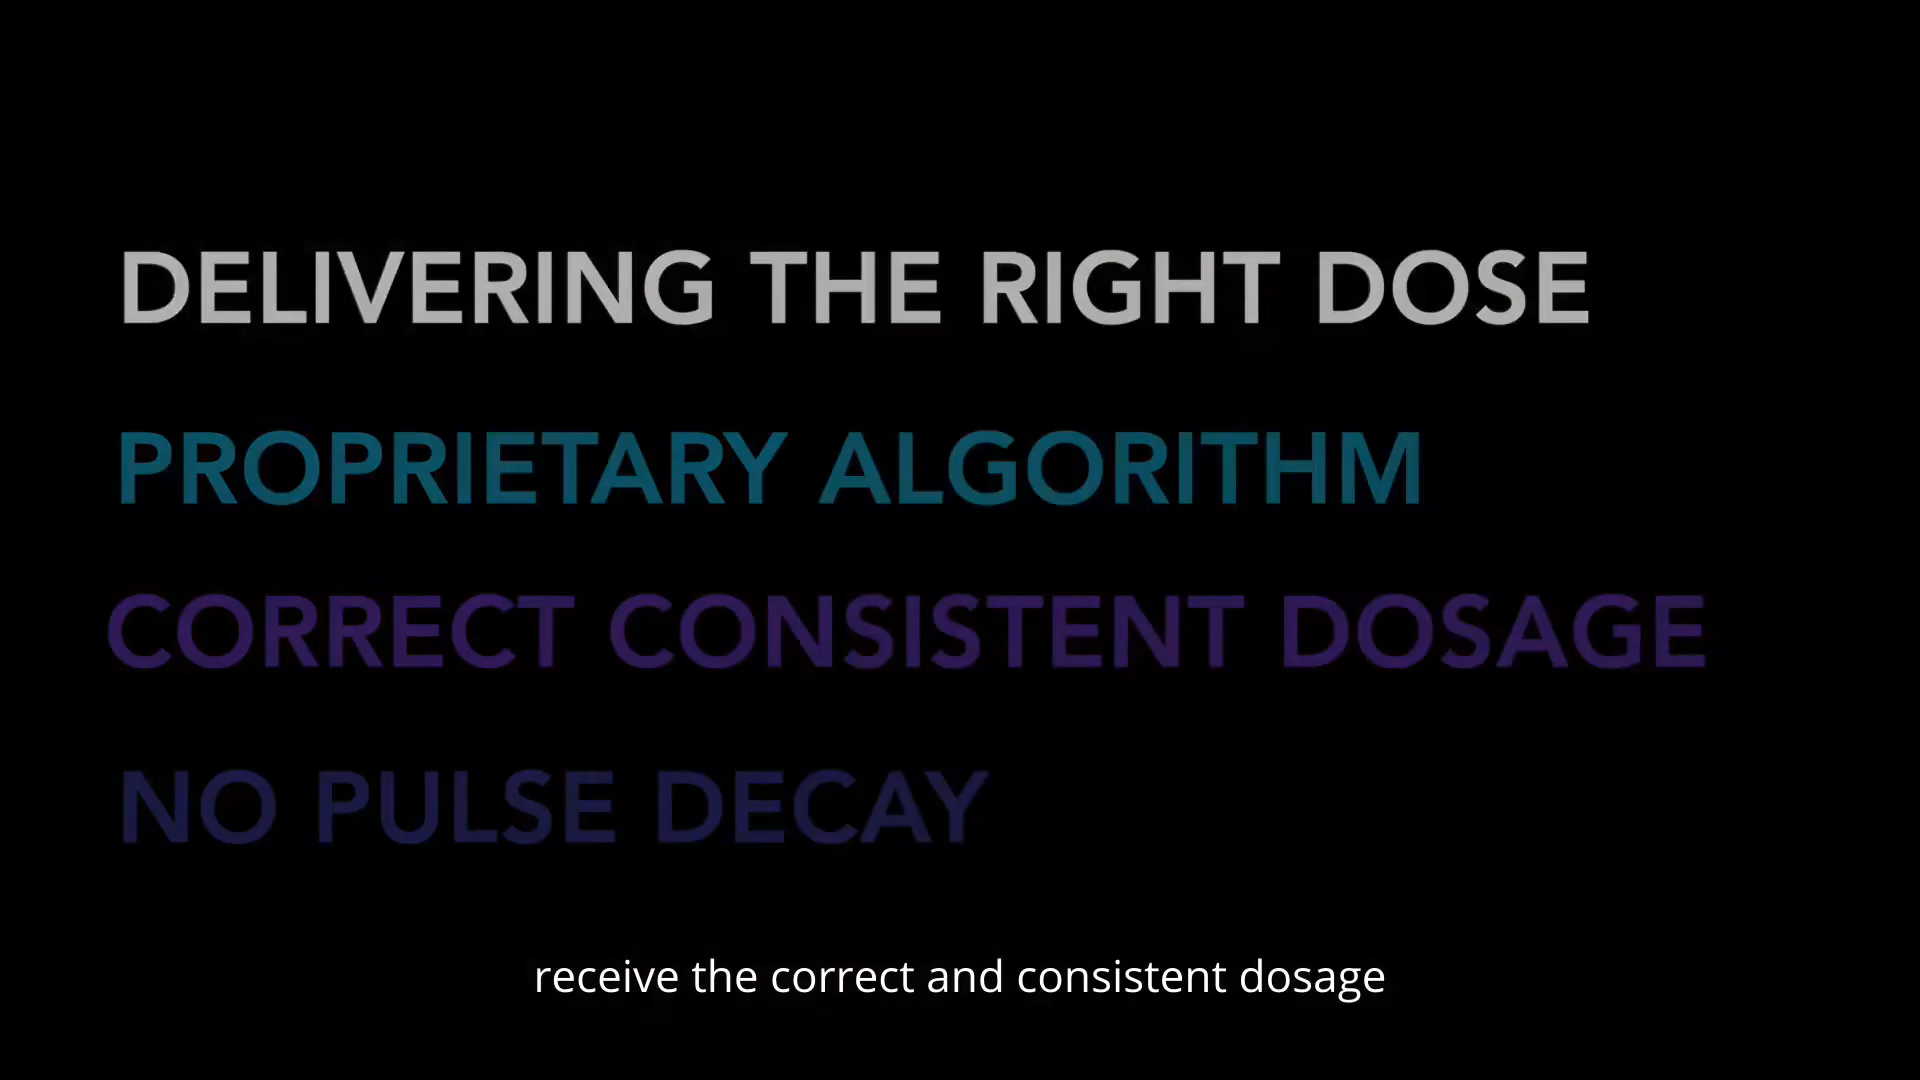 DELIVERING THE RIGHT DOSE
PROPRIETARY ALGORITHM
CORRECT CONSISTENT DOSAGE
NO PULSE DECAY
receive the correct and consistent dosage